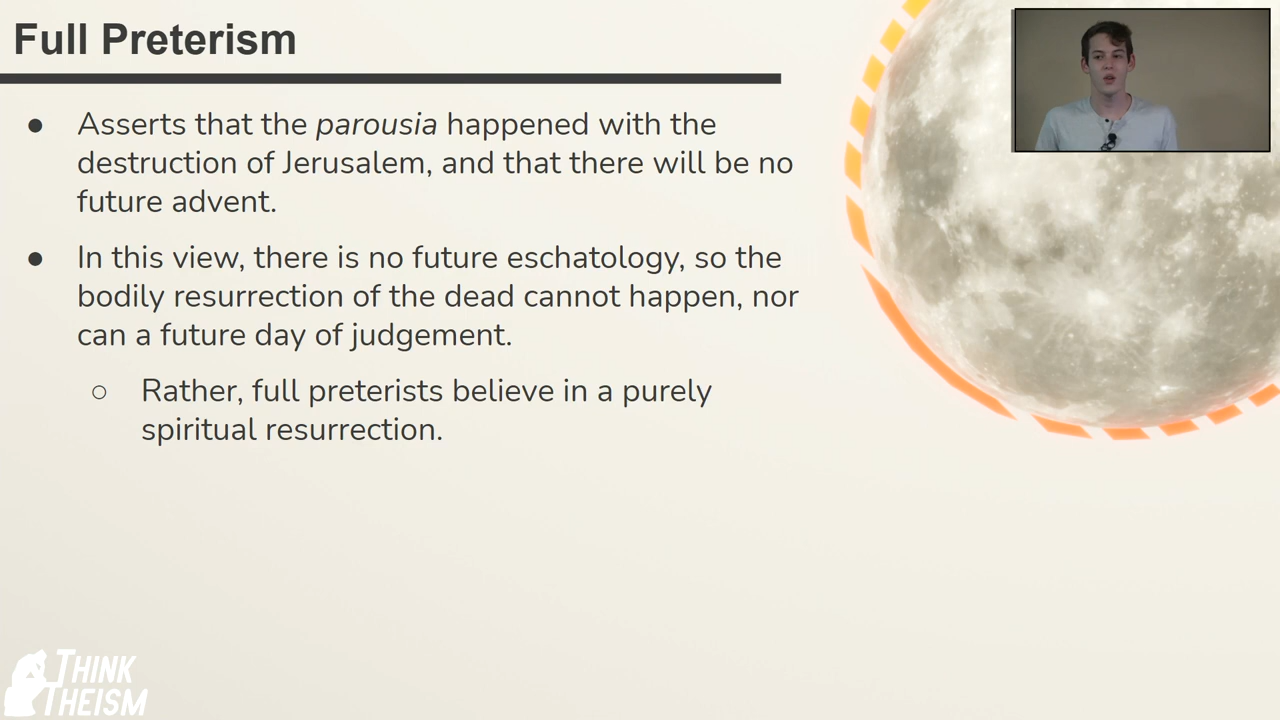 Full Preterism
● Asserts that the parousia happened with the
destruction of Jerusalem, and that there will be no
future advent.
● In this view, there is no future eschatology, so the
bodily resurrection of the dead cannot happen, nor
can a future day of judgement.
○ Rather, full preterists believe in a purely
spiritual resurrection.
THINK
THEISM